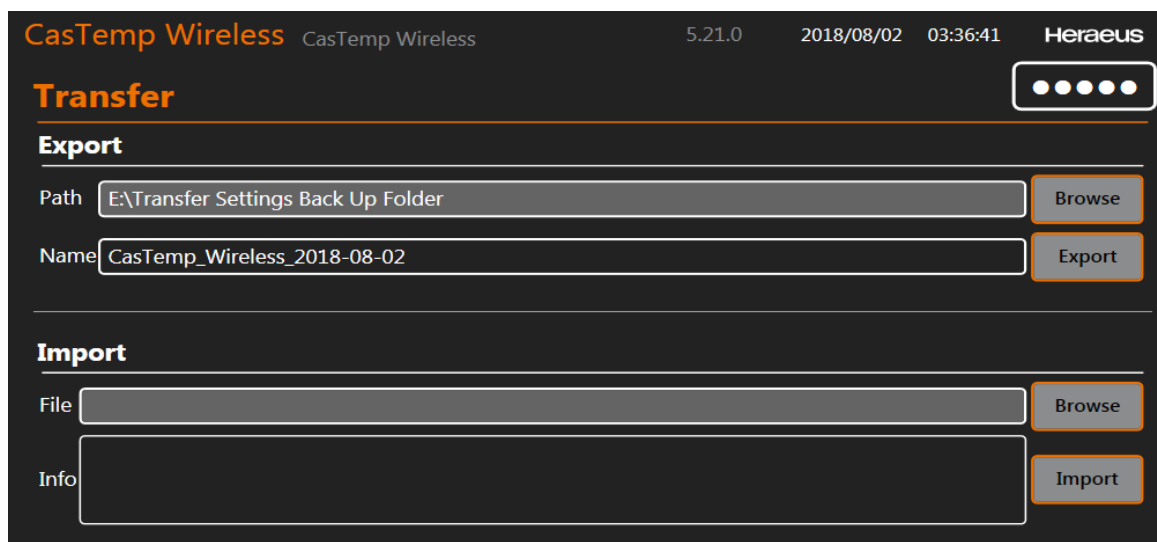 CasTemp Wireless CasTemp Wireless 5.21.0 2018/08/02 03:36:41 Heraeus
Transfer
Export
Path E:\Transfer Settings Back Up Folder Browse
Name CasTemp_Wireless_2018-08-02 Export
Import
File Browse
Info Import